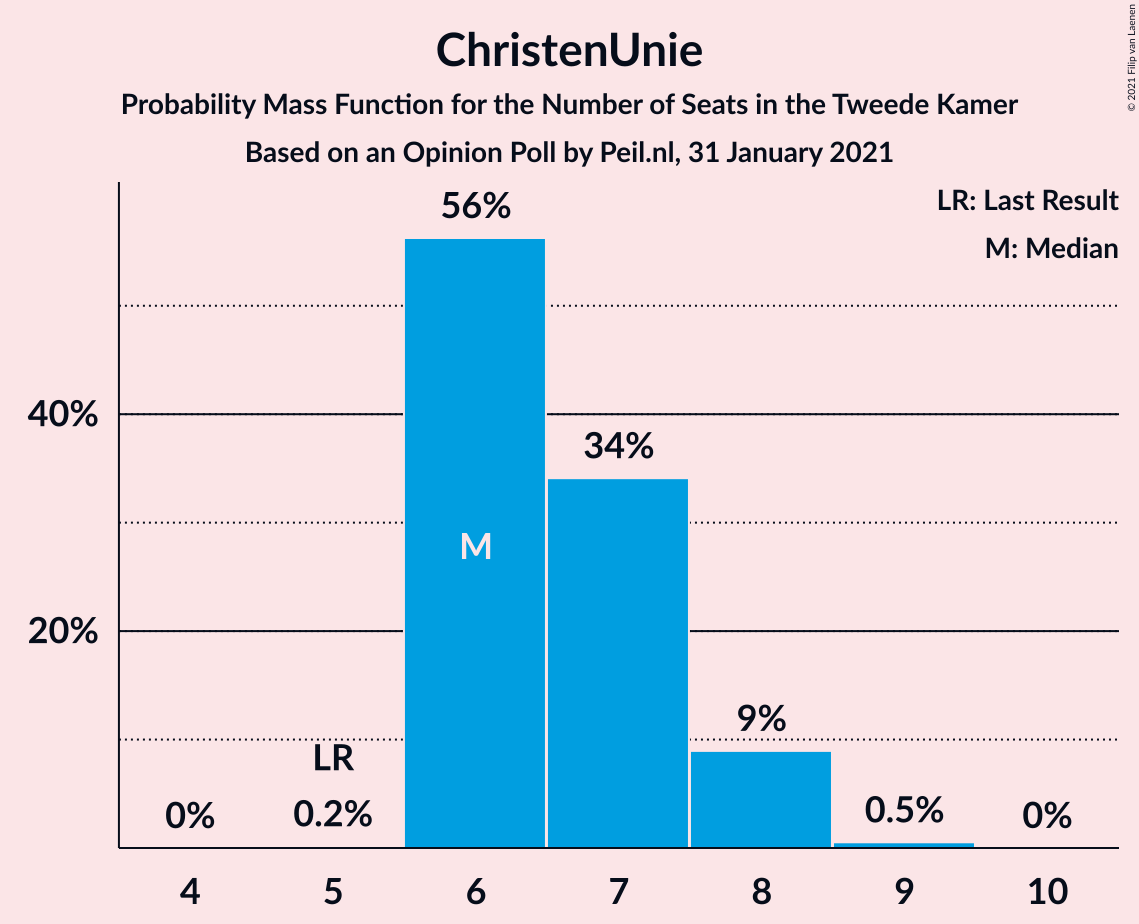 ChristenUnie
Probability Mass Function for the Number of Seats in the Tweede Kamer
Based on an Opinion Poll by Peil.nl, 31 January 2021
© 2021 Filip van Laenen
LR: Last Result
M: Median
56%
40%
34%
M
20%
9%
LR
0%
0.2%
0.5%
0%
4
5
6
7
8
9
10